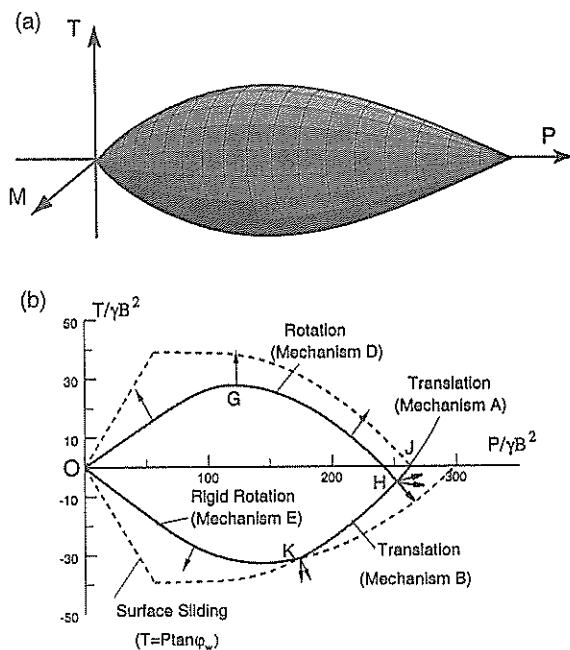 (a)
T
P
M
(b)
T/γB²
50
Rotation
(Mechanism D)
Translation
(Mechanism A)
30
G
10
J
P/γB²
O
100
200
300
-10
H
Rigid Rotation
(Mechanism E)
K
Translation
-30
(Mechanism B)
-50
Surface Sliding
(T=Ptanφw)